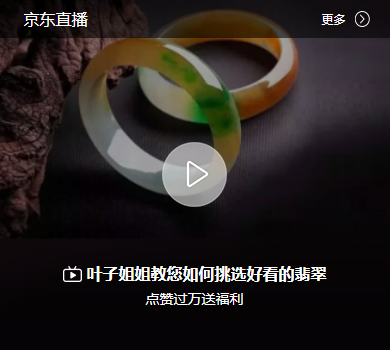 京东直播
更多
叶子姐姐教您如何挑选好看的翡翠
点赞过万送福利